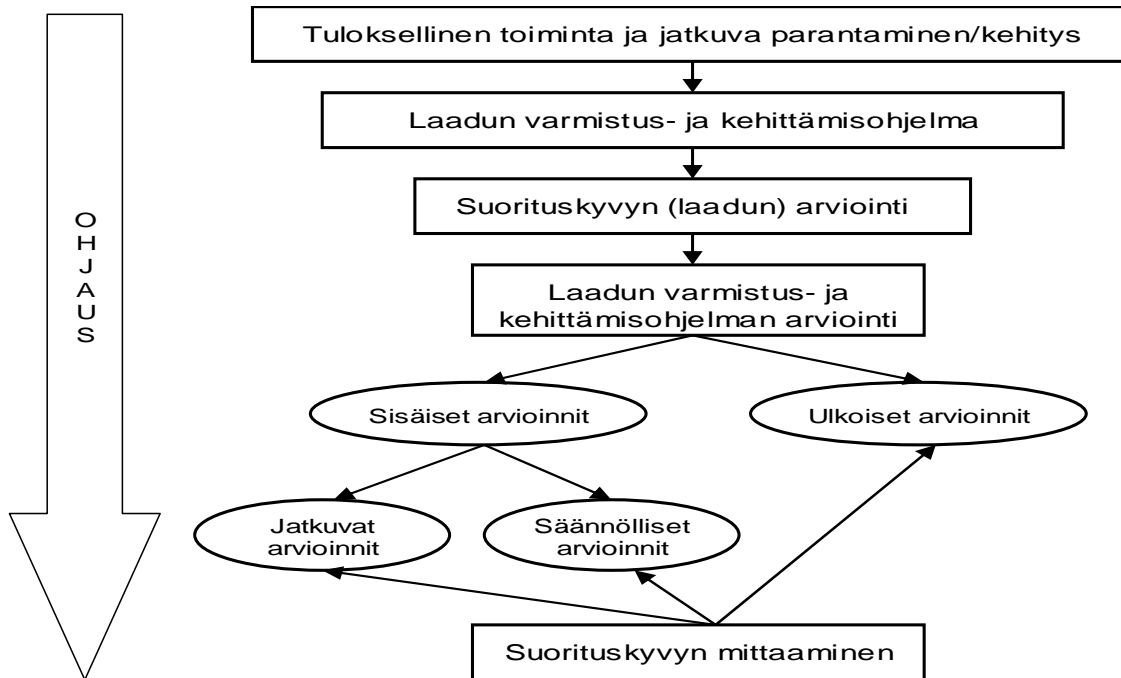 Tuloksellinen toiminta ja jatkuva parantaminen/kehitys
Laadun varmistus- ja kehittämisohjelma
Suorituskyvyn (laadun) arviointi
OHJAUS
Laadun varmistus- ja
kehittämisohjelman arviointi
Sisäiset arvioinnit
Ulkoiset arvioinnit
Jatkuvat
arvioinnit
Säännölliset
arvioinnit
Suorituskyvyn mittaaminen